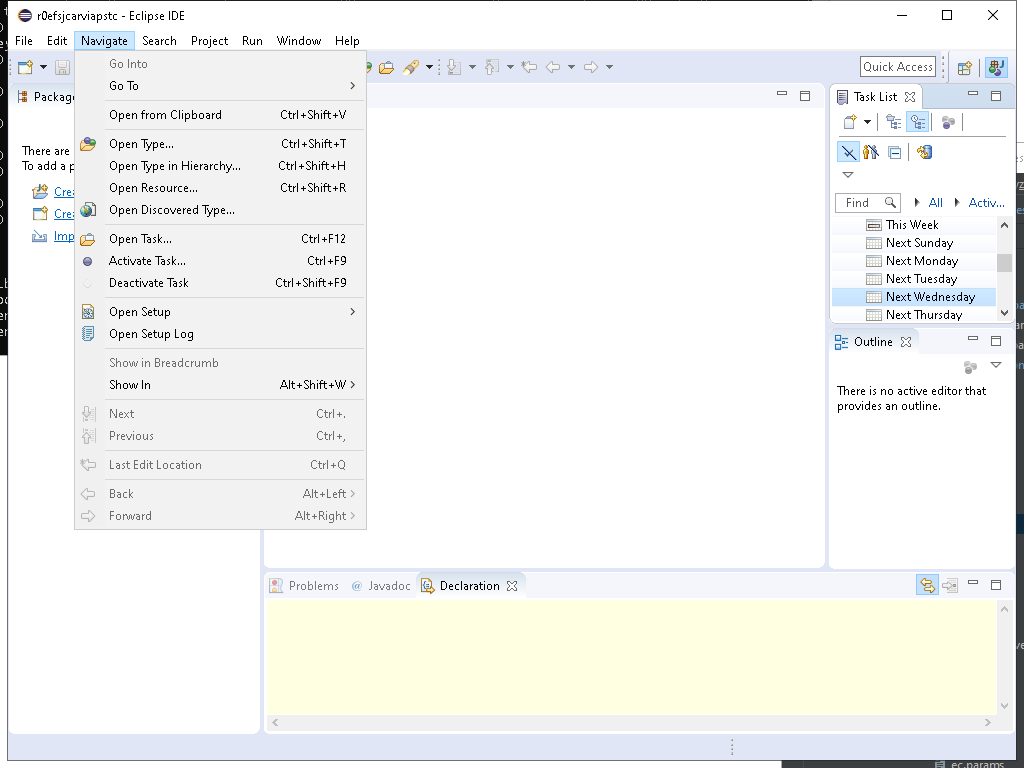 r0efsjcarviapstc - Eclipse IDE
File Edit Navigate Search Project Run Window Help
Quick Access
Go Into
Go To
Open from Clipboard Ctrl+Shift+V
Open Type... Ctrl+Shift+T
Open Type in Hierarchy... Ctrl+Shift+H
Open Resource... Ctrl+Shift+R
Open Discovered Type...
Open Task... Ctrl+F12
Activate Task... Ctrl+F9
Deactivate Task Ctrl+Shift+F9
Open Setup
Open Setup Log
Show in Breadcrumb
Show In Alt+Shift+W
Next Ctrl+.
Previous Ctrl+,
Last Edit Location Ctrl+Q
Back Alt+Left
Forward Alt+Right
Packag
There are
To add a p
Crea
Crea
Imp
Task List
Find All Activ...
This Week
Next Sunday
Next Monday
Next Tuesday
Next Wednesday
Next Thursday
Outline
There is no active editor that
provides an outline.
Problems @ Javadoc Declaration
ec.params